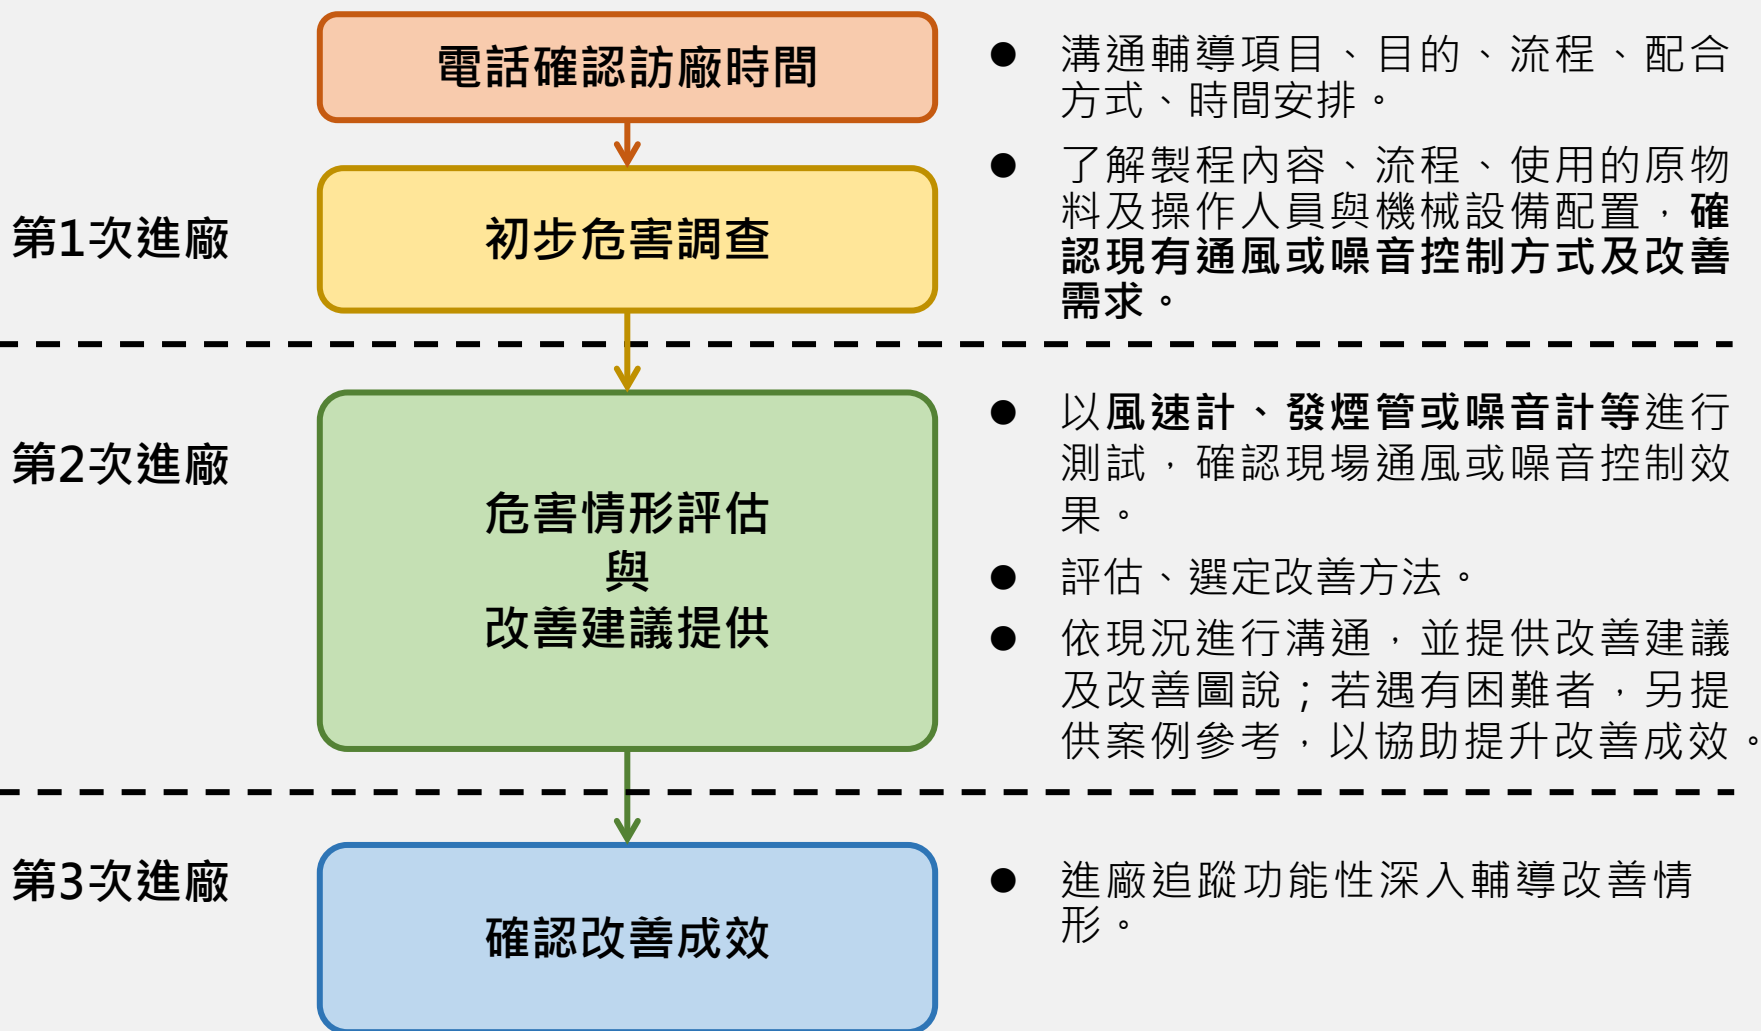 電話確認訪廠時間
● 溝通輔導項目、目的、流程、配合
方式、時間安排。
第1次進廠
初步危害調查
● 了解製程內容、流程、使用的原物
料及操作人員與機械設備配置，確
認現有通風或噪音控制方式及改善
需求。
第2次進廠
危害情形評估
與
改善建議提供
● 以風速計、發煙管或噪音計等進行
測試，確認現場通風或噪音控制效
果。
● 評估、選定改善方法。
● 依現況進行溝通，並提供改善建議
及改善圖說；若遇有困難者，另提
供案例參考，以協助提升改善成效。
第3次進廠
確認改善成效
● 進廠追蹤功能性深入輔導改善情
形。